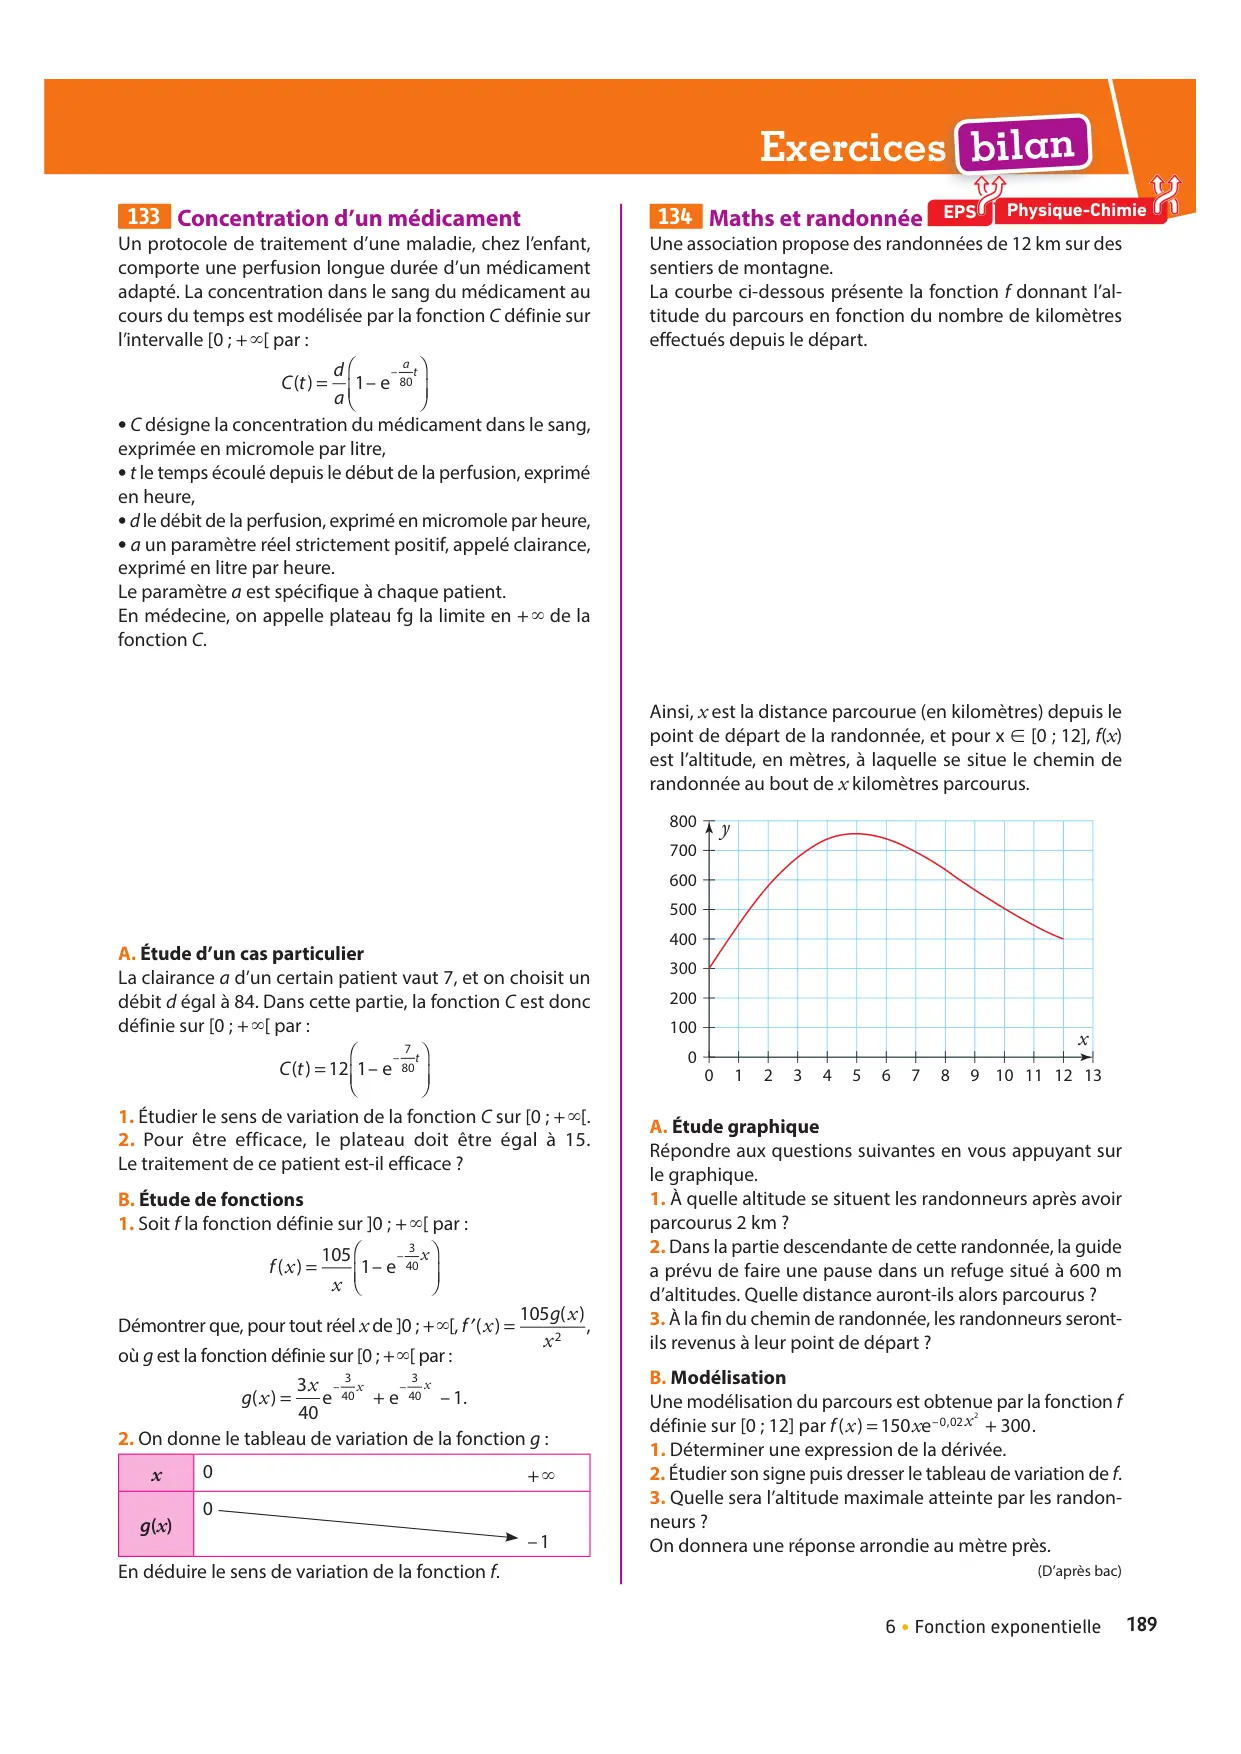 Exercices bilan
133 Concentration d’un médicament
Un protocole de traitement d’une maladie, chez l’enfant,
comporte une perfusion longue durée d’un médicament
adapté. La concentration dans le sang du médicament au
cours du temps est modélisée par la fonction C définie sur
l’intervalle [0 ; +∞[ par :
C(t) = d/a (1 – e^(–(a/80)t))
• C désigne la concentration du médicament dans le sang,
exprimée en micromole par litre,
• t le temps écoulé depuis le début de la perfusion, exprimé
en heure,
• d le débit de la perfusion, exprimé en micromole par heure,
• a un paramètre réel strictement positif, appelé clairance,
exprimé en litre par heure.
Le paramètre a est spécifique à chaque patient.
En médecine, on appelle plateau fg la limite en +∞ de la
fonction C.
A. Étude d’un cas particulier
La clairance a d’un certain patient vaut 7, et on choisit un
débit d égal à 84. Dans cette partie, la fonction C est donc
définie sur [0 ; +∞[ par :
C(t) = 12 (1 – e^(–(7/80)t))
1. Étudier le sens de variation de la fonction C sur [0 ; +∞[.
2. Pour être efficace, le plateau doit être égal à 15.
Le traitement de ce patient est-il efficace ?
B. Étude de fonctions
1. Soit f la fonction définie sur ]0 ; +∞[ par :
f(x) = 105/x (1 – e^(–(3/40)x))
Démontrer que, pour tout réel x de ]0 ; +∞[, f’(x) = 105g(x)/x²,
où g est la fonction définie sur [0 ; +∞[ par :
g(x) = 3x/40 e^(–(3/40)x) + e^(–(3/40)x) – 1.
2. On donne le tableau de variation de la fonction g :
x 0 +∞
g(x) 0 –1
En déduire le sens de variation de la fonction f.
134 Maths et randonnée EPS Physique-Chimie
Une association propose des randonnées de 12 km sur des
sentiers de montagne.
La courbe ci-dessous présente la fonction f donnant l’al-
titude du parcours en fonction du nombre de kilomètres
effectués depuis le départ.
Ainsi, x est la distance parcourue (en kilomètres) depuis le
point de départ de la randonnée, et pour x ∈ [0 ; 12], f(x)
est l’altitude, en mètres, à laquelle se situe le chemin de
randonnée au bout de x kilomètres parcourus.
800
y
700
600
500
400
300
200
100
x
0
0 1 2 3 4 5 6 7 8 9 10 11 12 13
A. Étude graphique
Répondre aux questions suivantes en vous appuyant sur
le graphique.
1. À quelle altitude se situent les randonneurs après avoir
parcourus 2 km ?
2. Dans la partie descendante de cette randonnée, la guide
a prévu de faire une pause dans un refuge situé à 600 m
d’altitudes. Quelle distance auront-ils alors parcourus ?
3. À la fin du chemin de randonnée, les randonneurs seront-
ils revenus à leur point de départ ?
B. Modélisation
Une modélisation du parcours est obtenue par la fonction f
définie sur [0 ; 12] par f(x) = 150xe^(–0,02x²) + 300.
1. Déterminer une expression de la dérivée.
2. Étudier son signe puis dresser le tableau de variation de f.
3. Quelle sera l’altitude maximale atteinte par les randon-
neurs ?
On donnera une réponse arrondie au mètre près.
(D’après bac)
6 • Fonction exponentielle 189